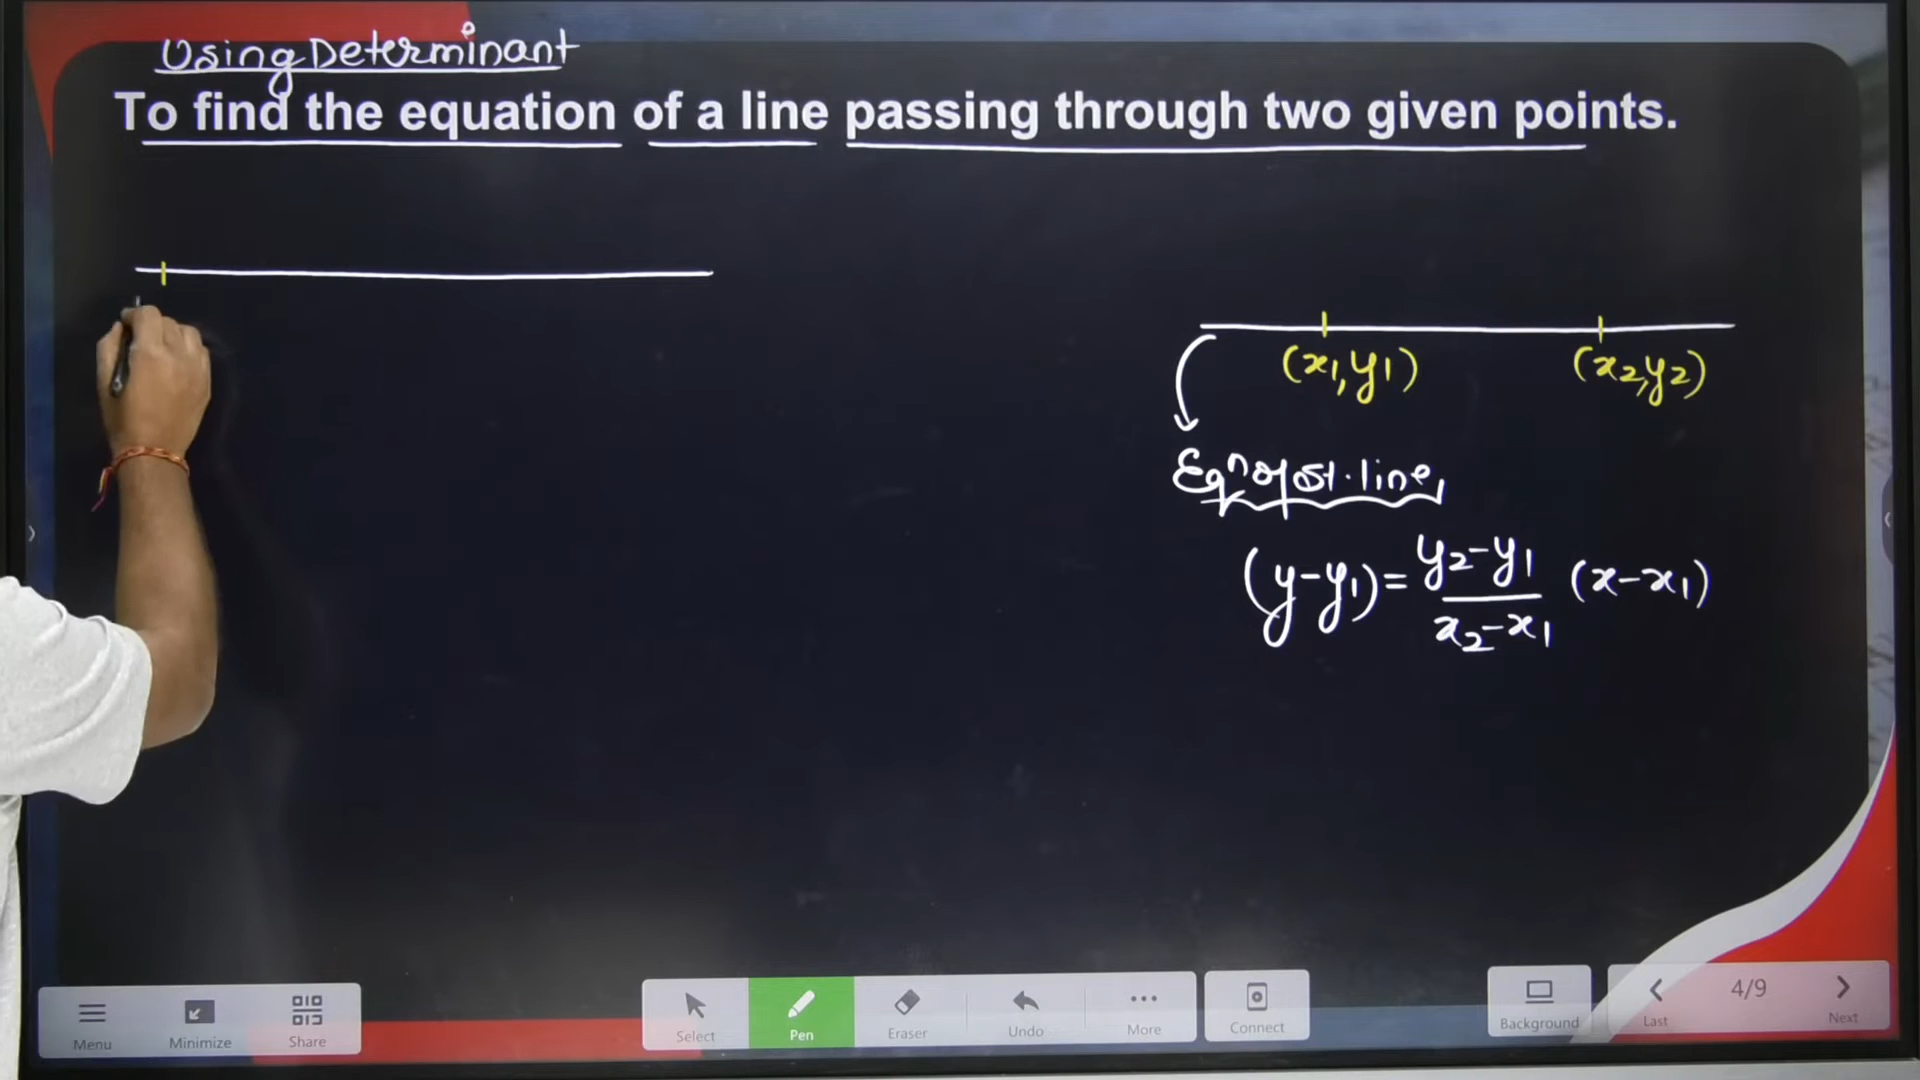 Using Determinant
To find the equation of a line passing through two given points.
(x1,y1)
(x2,y2)
Eqn of st. line,
(y-y1)= y2-y1 / x2-x1 (x-x1)
Menu
Minimize
Share
Select
Pen
Eraser
Undo
More
Connect
Background
Last
4/9
Next